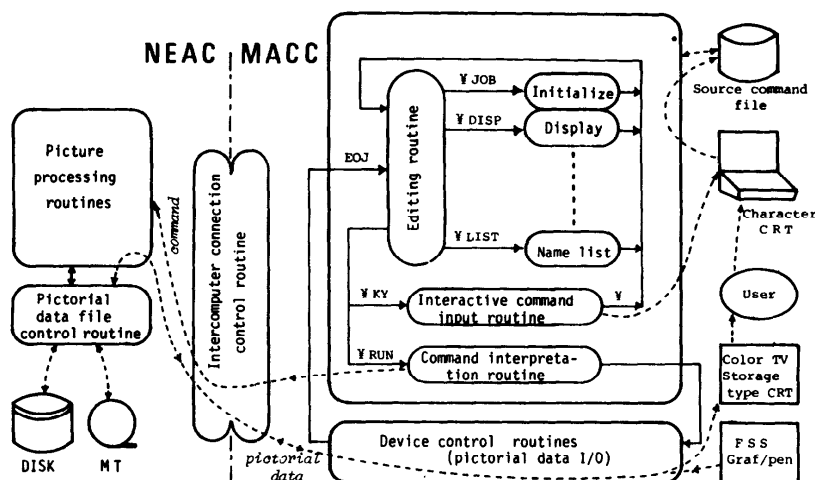 NEAC
MACC
Picture
processing
routines
Pictorial
data file
control routine
DISK
MT
command
Intercomputer connection
control routine
pictorial
data
EOJ
Editing routine
¥ JOB
Initialize
¥ DISP
Display
¥ LIST
Name list
¥ KY
Interactive command
input routine
¥
¥ RUN
Command interpreta-
tion routine
Device control routines
(pictorial data I/O)
Source command
file
Character
CRT
User
Color TV
Storage
type CRT
FSS
Graf/pen